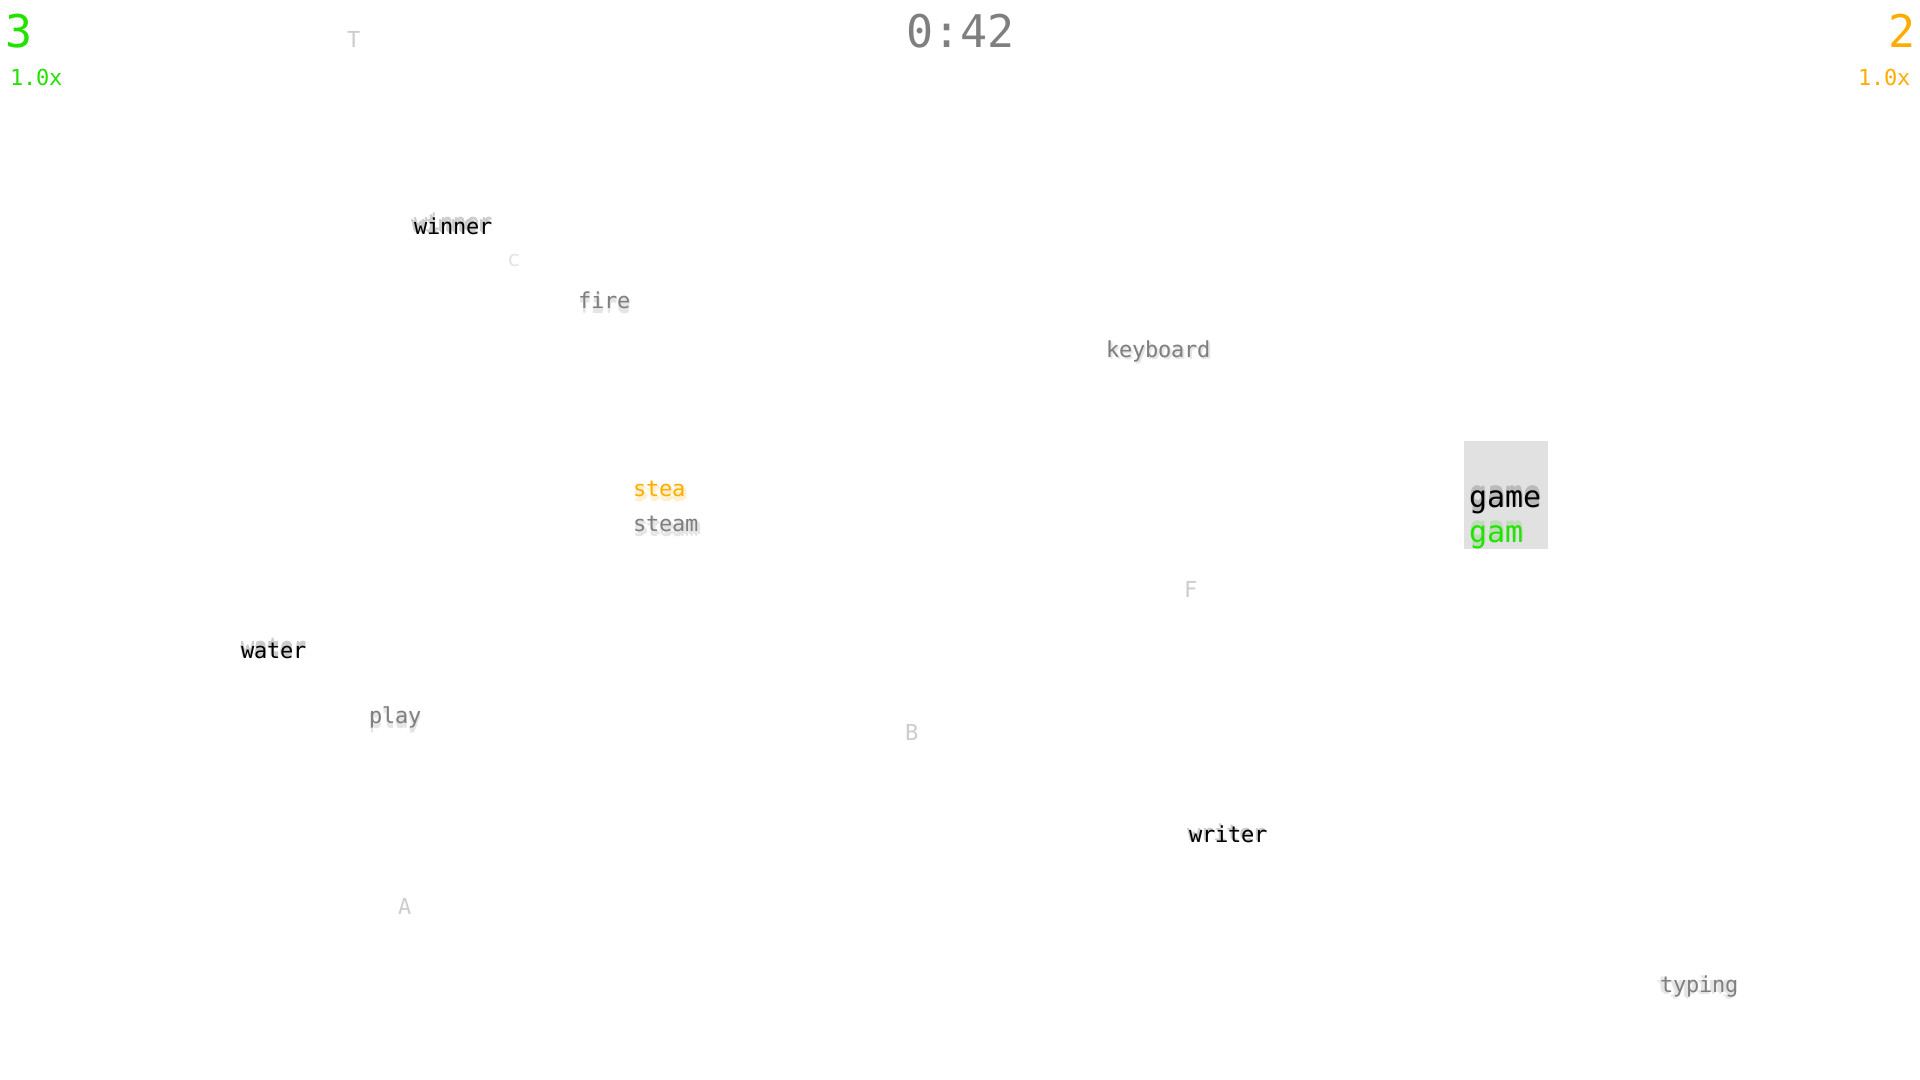 3
T
0:42
2
1.0x
1.0x
winner
c
fire
keyboard
stea
steam
game
gam
F
water
play
B
writer
A
typing